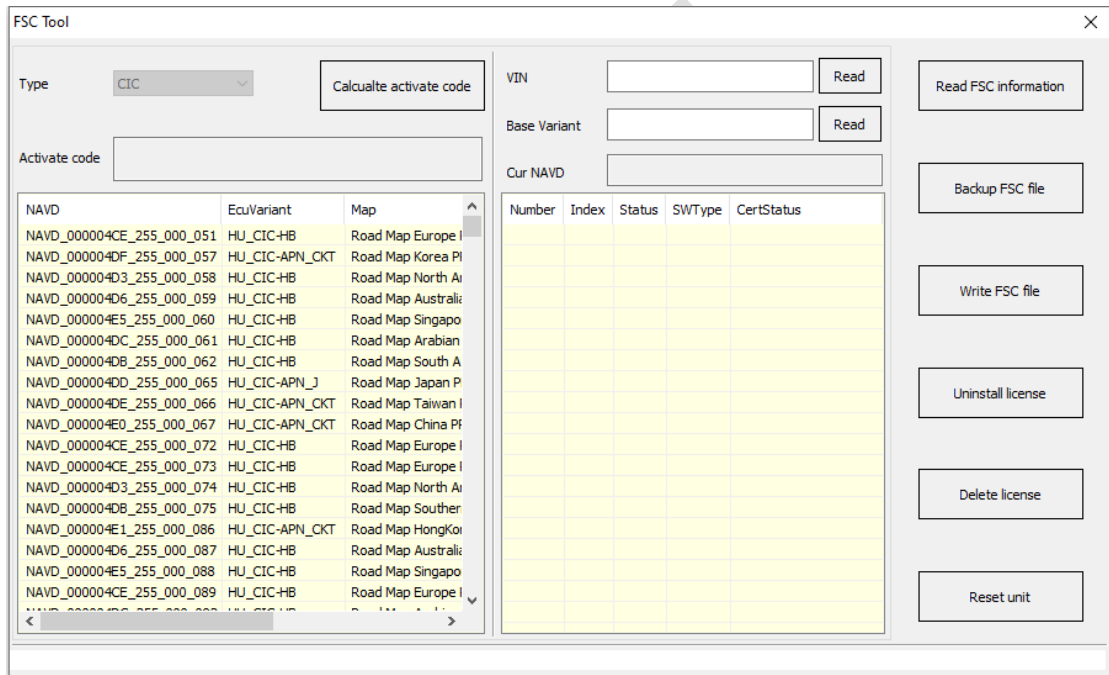 FSC Tool
Type
CIC
Calcualte activate code
Activate code
NAVD EcuVariant Map
NAVD_000004CE_255_000_051 HU_CIC-HB Road Map Europe
NAVD_000004DF_255_000_057 HU_CIC-APN_CKT Road Map Korea
NAVD_000004D3_255_000_058 HU_CIC-HB Road Map North
NAVD_000004D6_255_000_059 HU_CIC-HB Road Map Australia
NAVD_000004E5_255_000_060 HU_CIC-HB Road Map Singapo
NAVD_000004DC_255_000_061 HU_CIC-HB Road Map Arabian
NAVD_000004DB_255_000_062 HU_CIC-HB Road Map South A
NAVD_000004DD_255_000_065 HU_CIC-APN_J Road Map Japan P
NAVD_000004DE_255_000_066 HU_CIC-APN_CKT Road Map Taiwan
NAVD_000004E0_255_000_067 HU_CIC-APN_CKT Road Map China
NAVD_000004CE_255_000_072 HU_CIC-HB Road Map Europe
NAVD_000004CE_255_000_073 HU_CIC-HB Road Map Europe
NAVD_000004D3_255_000_074 HU_CIC-HB Road Map North
NAVD_000004DB_255_000_075 HU_CIC-HB Road Map Souther
NAVD_000004E1_255_000_086 HU_CIC-APN_CKT Road Map HongKo
NAVD_000004D6_255_000_087 HU_CIC-HB Road Map Australia
NAVD_000004E5_255_000_088 HU_CIC-HB Road Map Singapo
NAVD_000004CE_255_000_089 HU_CIC-HB Road Map Europe
VIN
Read
Base Variant
Read
Cur NAVD
Number Index Status SWType CertStatus
Read FSC information
Backup FSC file
Write FSC file
Uninstall license
Delete license
Reset unit